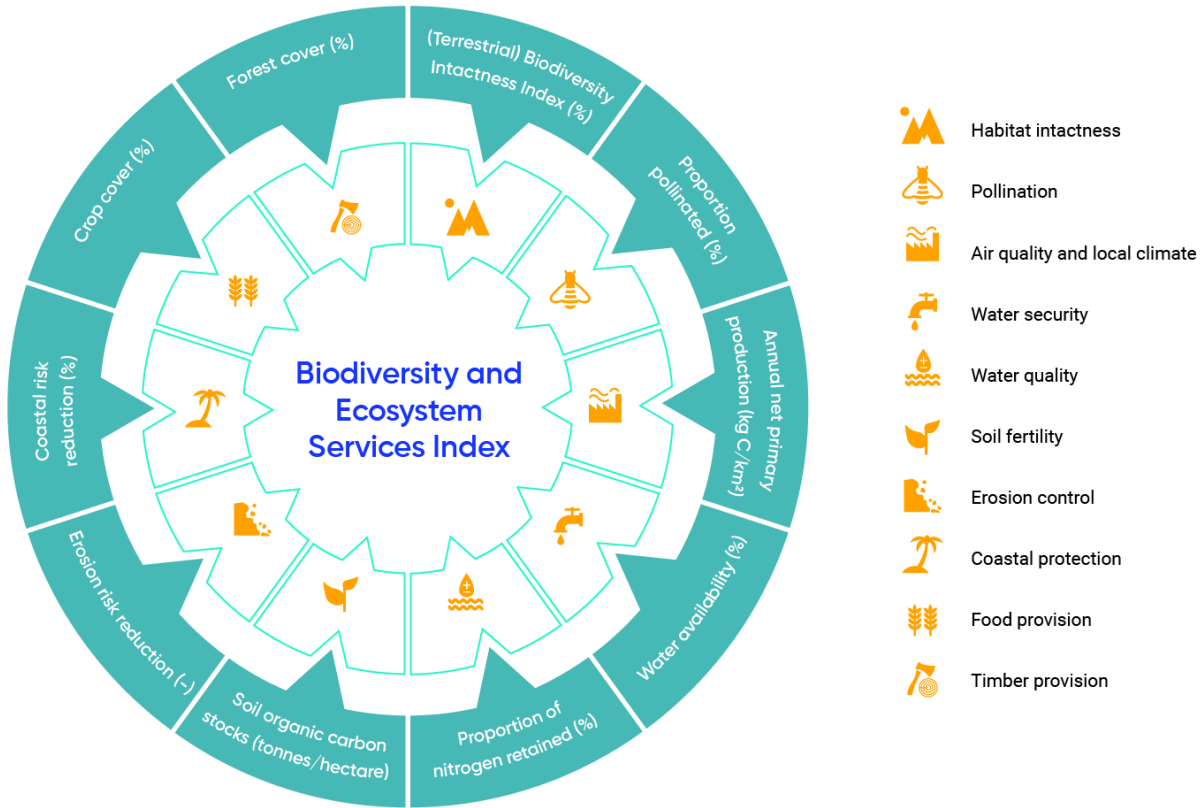 Forest cover (%)
(Terrestrial) Biodiversity
Intactness Index (%)
Proportion
pollinated (%)
Annual net primary
production (kg C/km²)
Water availability (%)
Proportion of
nitrogen retained (%)
Soil organic carbon
stocks (tonnes/hectare)
Erosion risk reduction (–)
Coastal risk
reduction (%)
Crop cover (%)
Biodiversity and
Ecosystem
Services Index
Habitat intactness
Pollination
Air quality and local climate
Water security
Water quality
Soil fertility
Erosion control
Coastal protection
Food provision
Timber provision